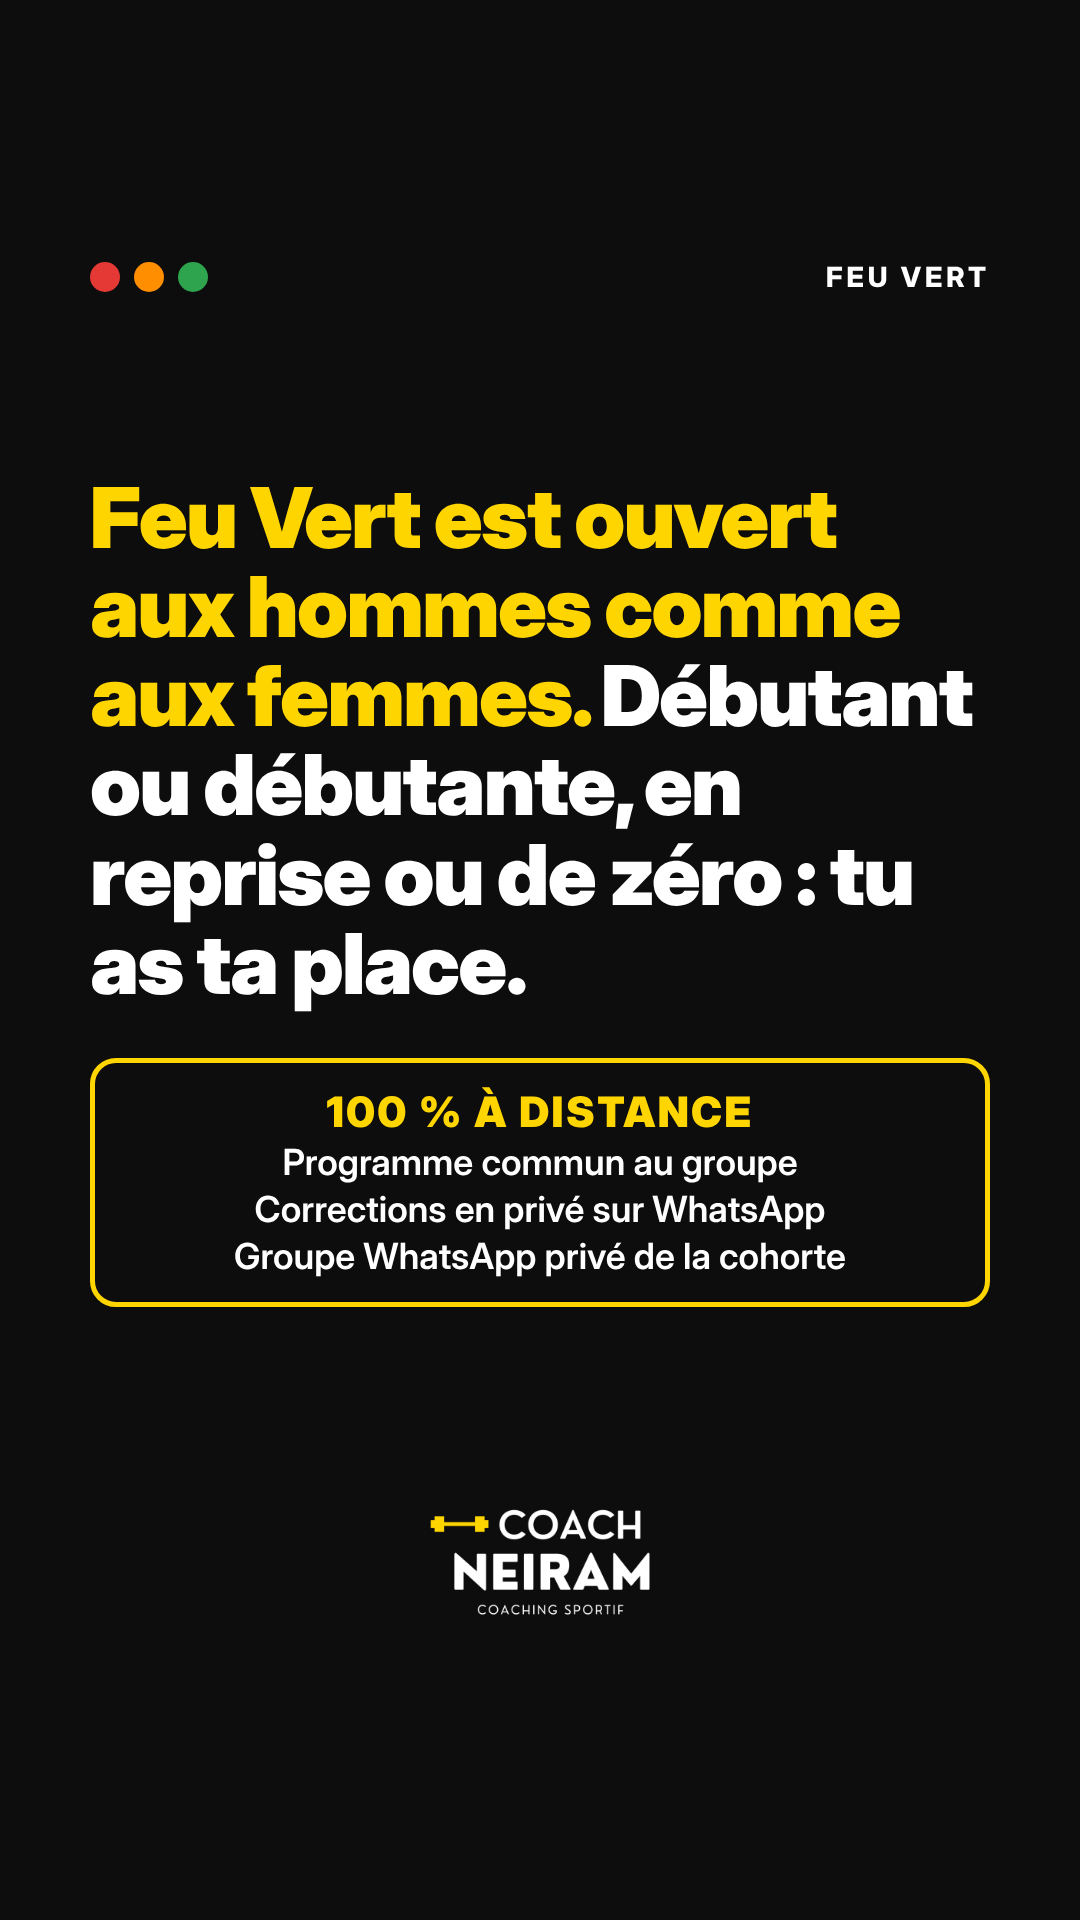 FEU VERT
Feu Vert est ouvert
aux hommes comme
aux femmes. Débutant
ou débutante, en
reprise ou de zéro : tu
as ta place.
100 % À DISTANCE
Programme commun au groupe
Corrections en privé sur WhatsApp
Groupe WhatsApp privé de la cohorte
COACH
NEIRAM
COACHING SPORTIF